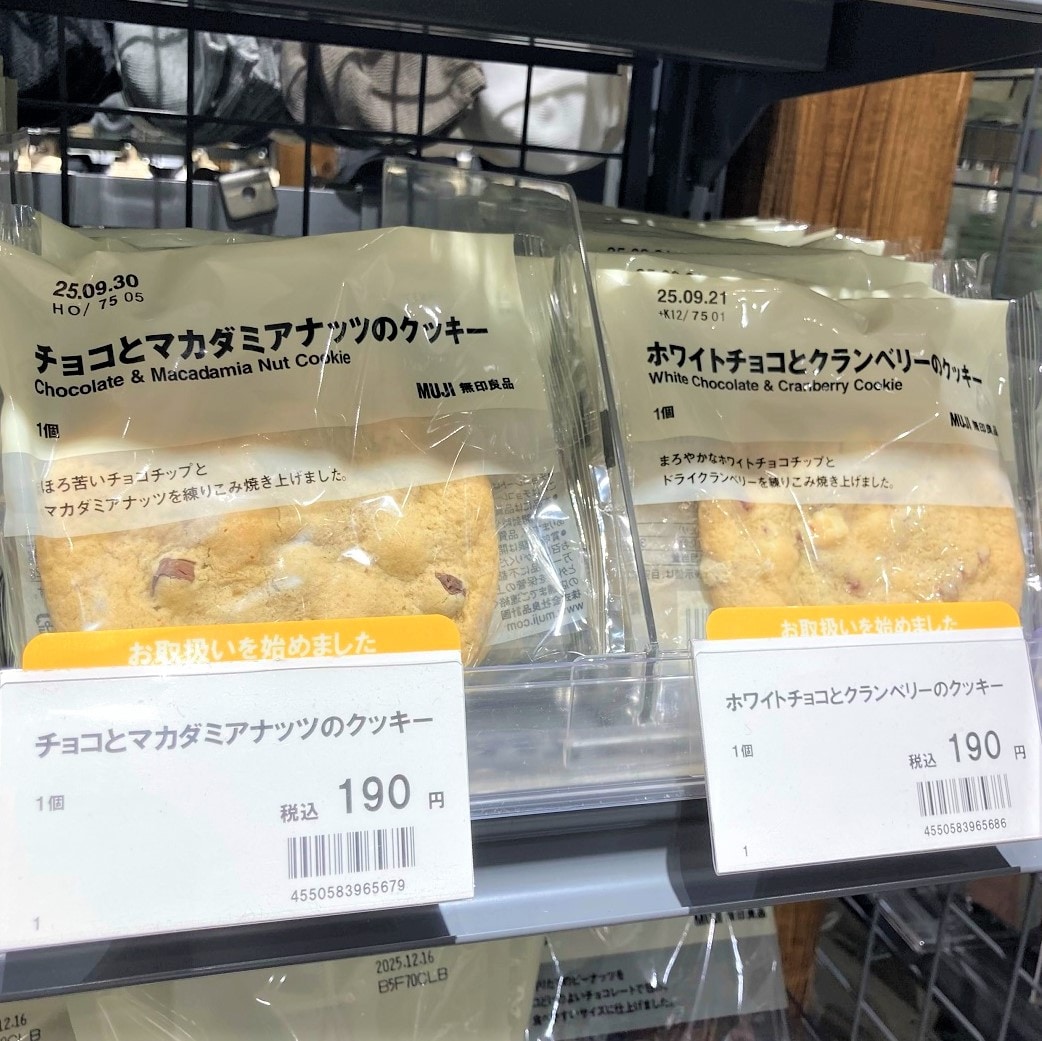 25.09.30
HO/ 75 05
チョコとマカダミアナッツのクッキー
Chocolate & Macadamia Nut Cookie
MUJI 無印良品
1個
ほろ苦いチョコチップと
マカダミアナッツを練りこみ焼き上げました。
25.09.21
+K12/ 75 01
ホワイトチョコとクランベリーのクッキー
White Chocolate & Cranberry Cookie
1個
MUJI 無印良品
まろやかなホワイトチョコチップと
ドライクランベリーを練りこみ焼き上げました。
お取扱いを始めました
チョコとマカダミアナッツのクッキー
1個
税込 190 円
4550583965679
1
お取扱いを始めました
ホワイトチョコとクランベリーのクッキー
1個
税込 190 円
4550583965686
1
2025.12.16
B5F70CLB
MUJI 無印良品